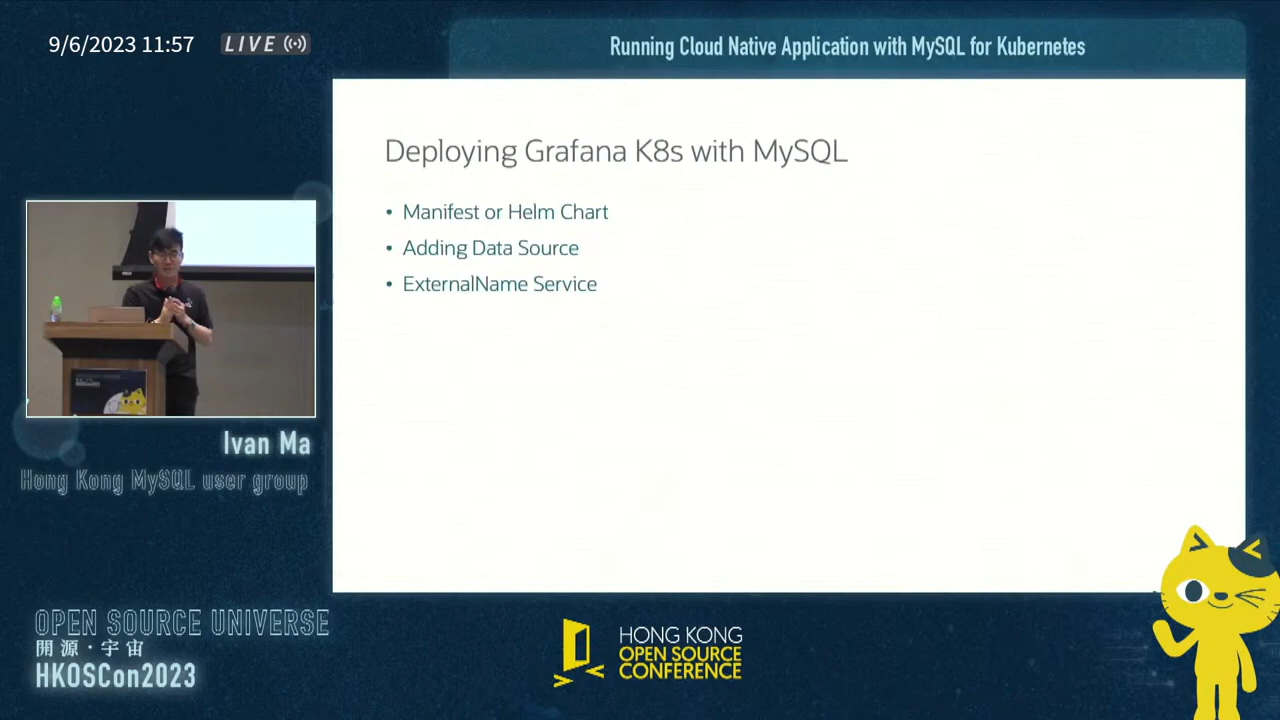 9/6/2023 11:57
LIVE
Running Cloud Native Application with MySQL for Kubernetes
Deploying Grafana K8s with MySQL
• Manifest or Helm Chart
• Adding Data Source
• ExternalName Service
Ivan Ma
Hong Kong MySQL user group
OPEN SOURCE UNIVERSE
開源·宇宙
HKOSCon2023
HONG KONG
OPEN SOURCE
CONFERENCE